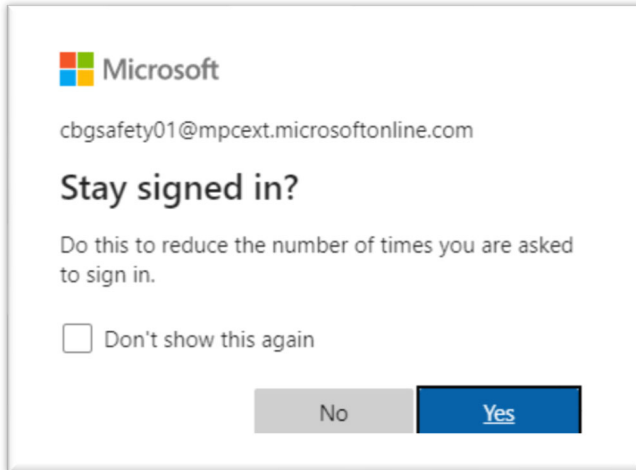 Microsoft
cbgsafety01@mpcext.microsoftonline.com
Stay signed in?
Do this to reduce the number of times you are asked
to sign in.
Don't show this again
No
Yes